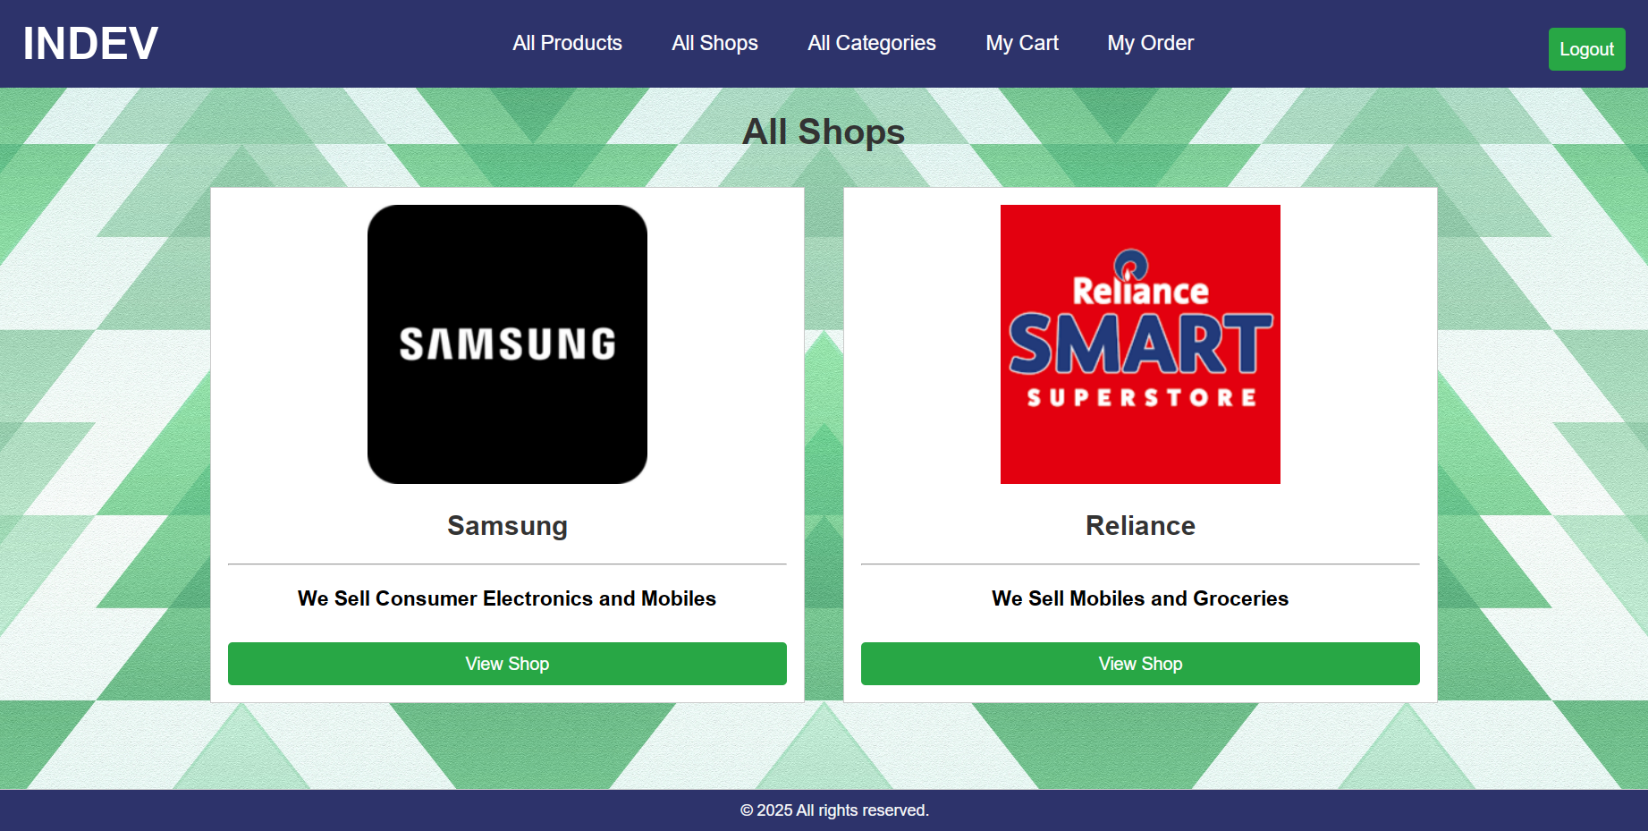 INDEV
All Products
All Shops
All Categories
My Cart
My Order
Logout
All Shops
SAMSUNG
Samsung
We Sell Consumer Electronics and Mobiles
View Shop
Reliance
SMART
SUPERSTORE
Reliance
We Sell Mobiles and Groceries
View Shop
© 2025 All rights reserved.